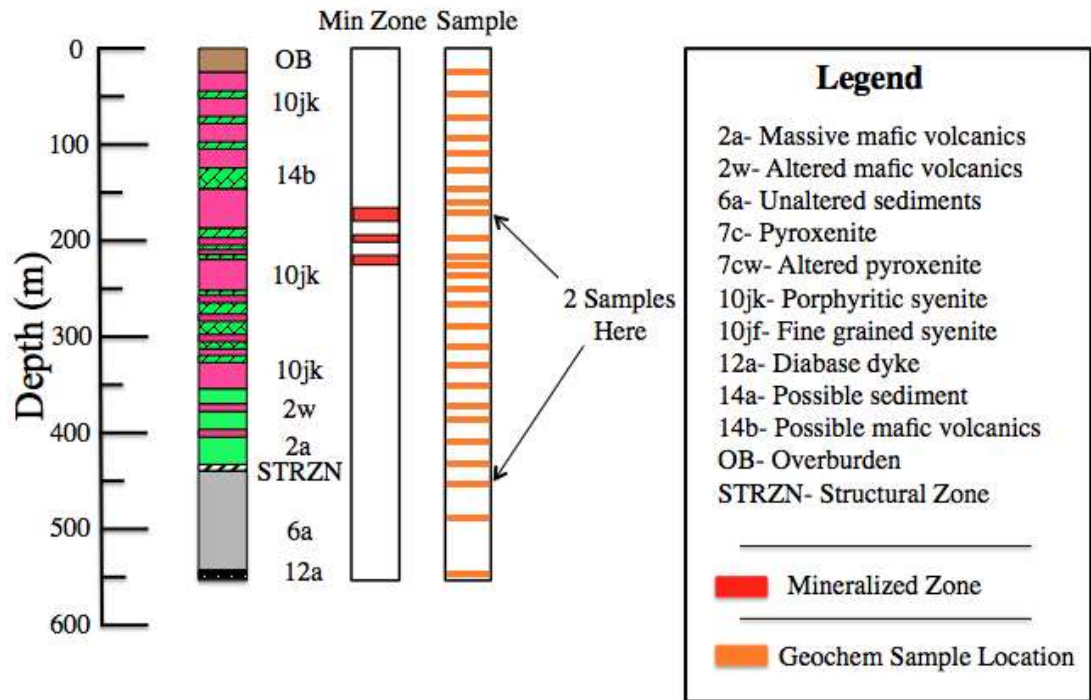 Min Zone Sample
0
100
200
300
400
500
600
Depth (m)
OB
10jk
14b
10jk
10jk
2w
2a
STRZN
6a
12a
2 Samples
Here
Legend
2a- Massive mafic volcanics
2w- Altered mafic volcanics
6a- Unaltered sediments
7c- Pyroxenite
7cw- Altered pyroxenite
10jk- Porphyritic syenite
10jf- Fine grained syenite
12a- Diabase dyke
14a- Possible sediment
14b- Possible mafic volcanics
OB- Overburden
STRZN- Structural Zone
Mineralized Zone
Geochem Sample Location